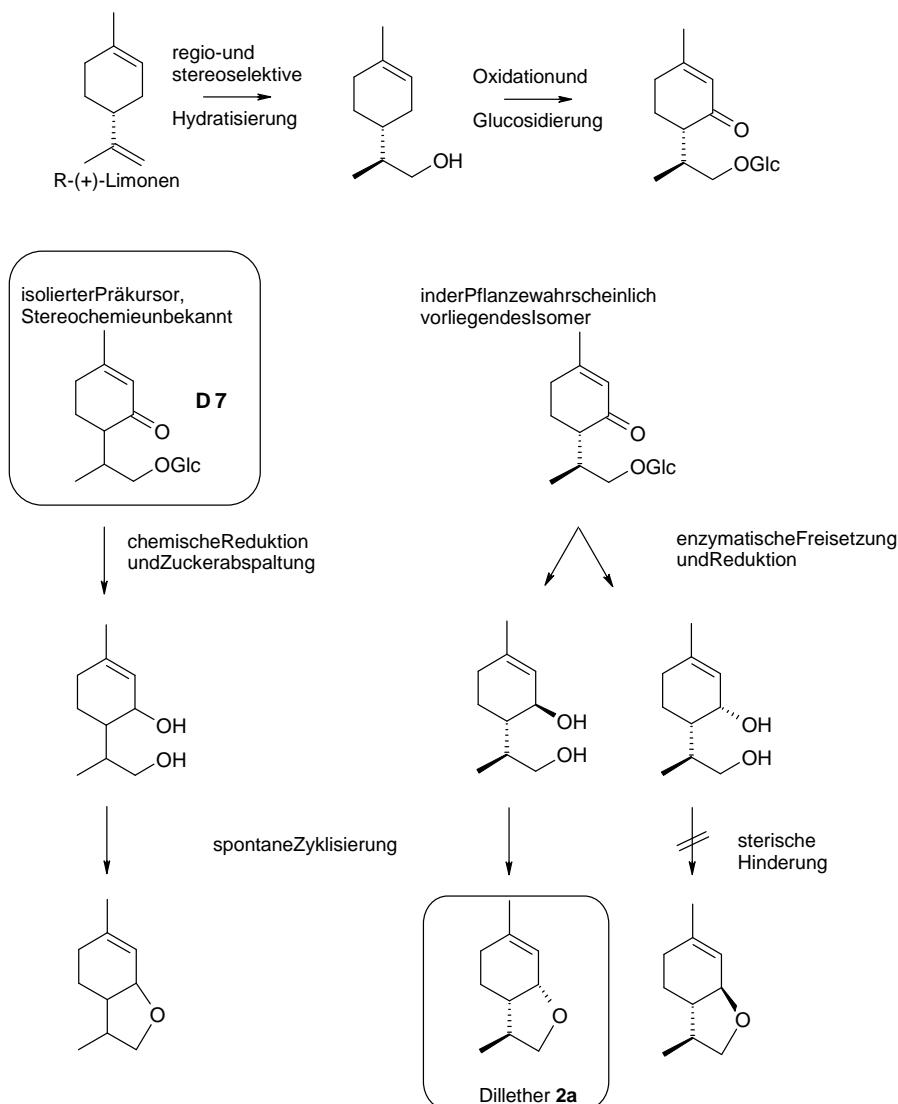 regio-und
stereoselektive
Hydratisierung
Oxidationund
Glucosidierung
OH
O
OGlc
R-(+)-Limonen
isolierterPräkursor,
Stereochemieunbekannt
D 7
O
OGlc
inderPflanzewahrscheinlich
vorliegendesIsomer
O
OGlc
chemischeReduktion
undZuckerabspaltung
enzymatischeFreisetzung
undReduktion
OH
OH
OH
OH
OH
OH
spontaneZyklisierung
sterische
Hinderung
O
O
O
Dillether 2a